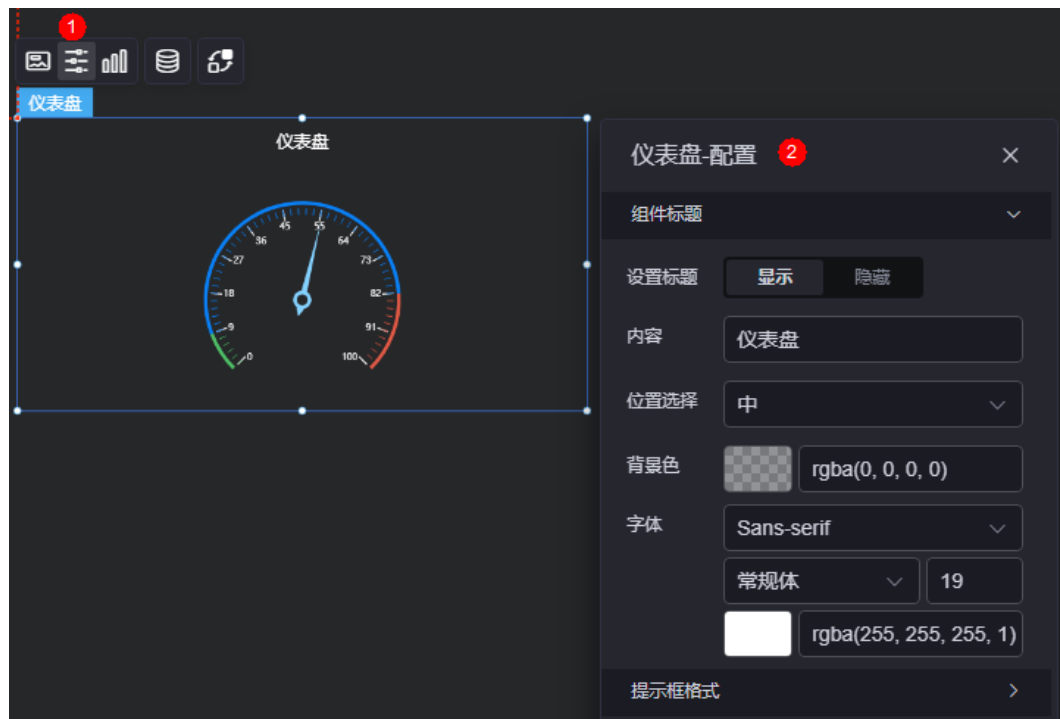 1
仪表盘
仪表盘
45
55
36
64
27
73
18
82
9
91
0
100
仪表盘-配置 2
组件标题
设置标题 显示 隐藏
内容 仪表盘
位置选择 中
背景色 rgba(0, 0, 0, 0)
字体 Sans-serif
常规体 19
rgba(255, 255, 255, 1)
提示框格式